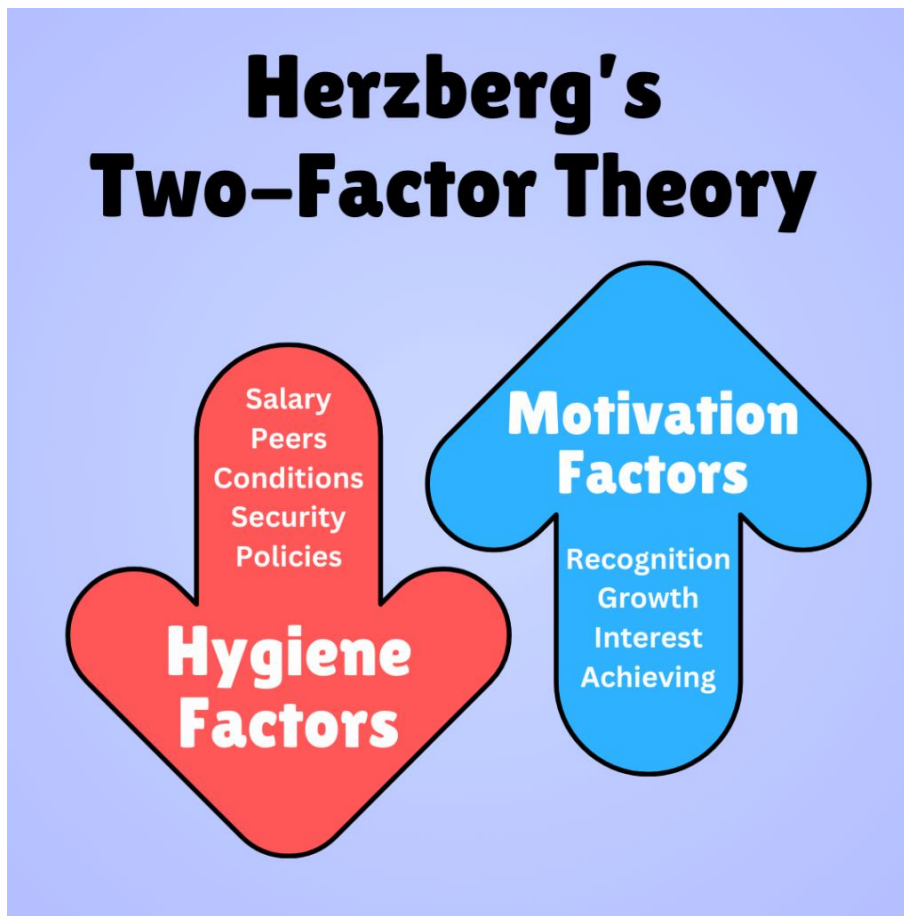 Herzberg's
Two-Factor Theory
Salary
Peers
Conditions
Security
Policies
Hygiene
Factors
Motivation
Factors
Recognition
Growth
Interest
Achieving